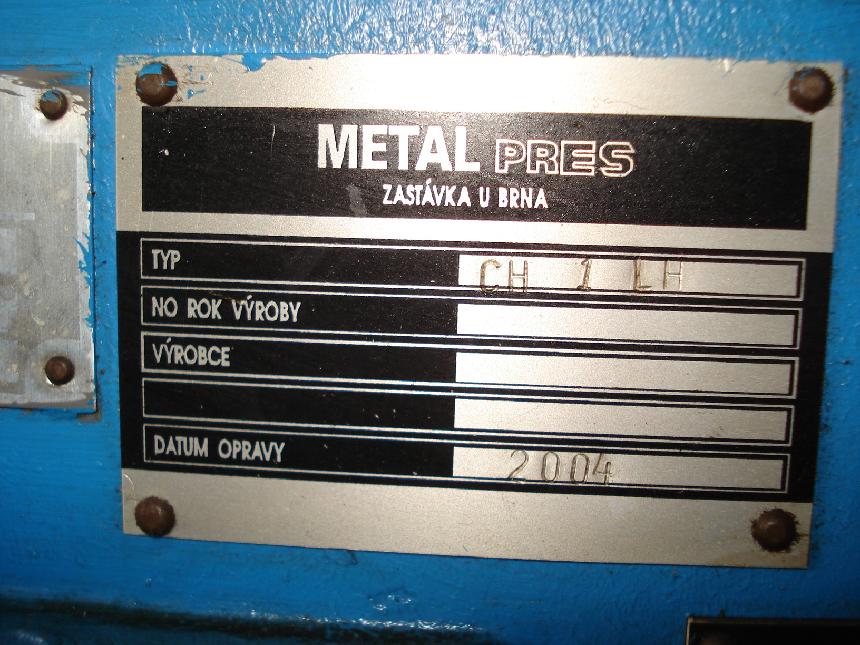 METAL PRES
ZASTÁVKA U BRNA
TYP CH 1 LH
NO ROK VÝROBY
VÝROBCE
DATUM OPRAVY 2004